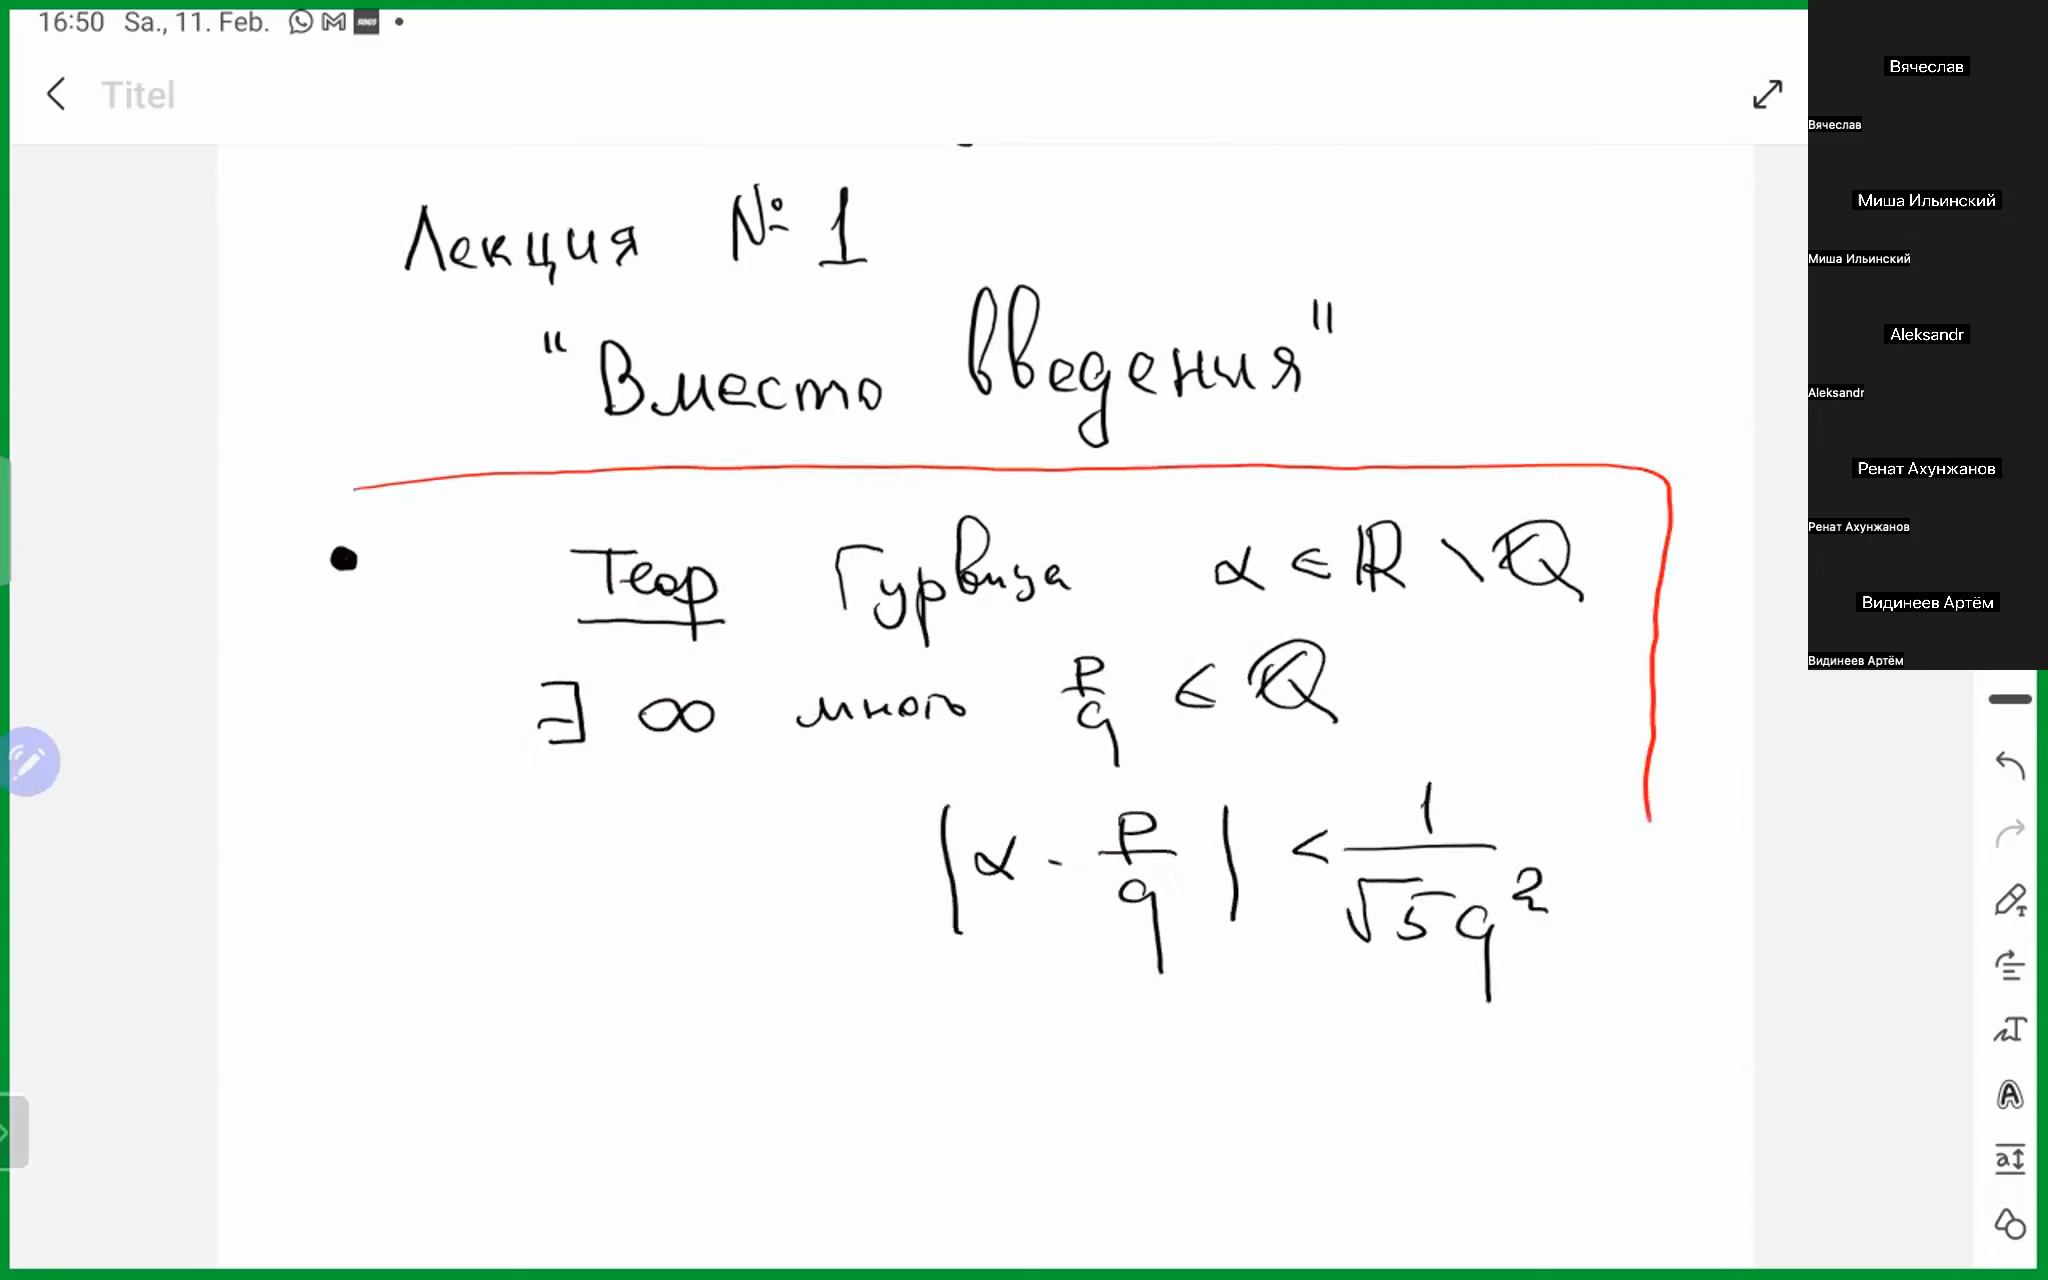 16:50 Sa., 11. Feb.
Titel
Лекция № 1
"Вместо введения"
Теор Гурвица α ∈ ℝ \ ℚ
∃ ∞ много p/q ∈ ℚ
|α - p/q| < 1/(√5 q²)
Вячеслав
Вячеслав
Миша Ильинский
Миша Ильинский
Aleksandr
Aleksandr
Ренат Ахунжанов
Ренат Ахунжанов
Видинеев Артём
Видинеев Артём